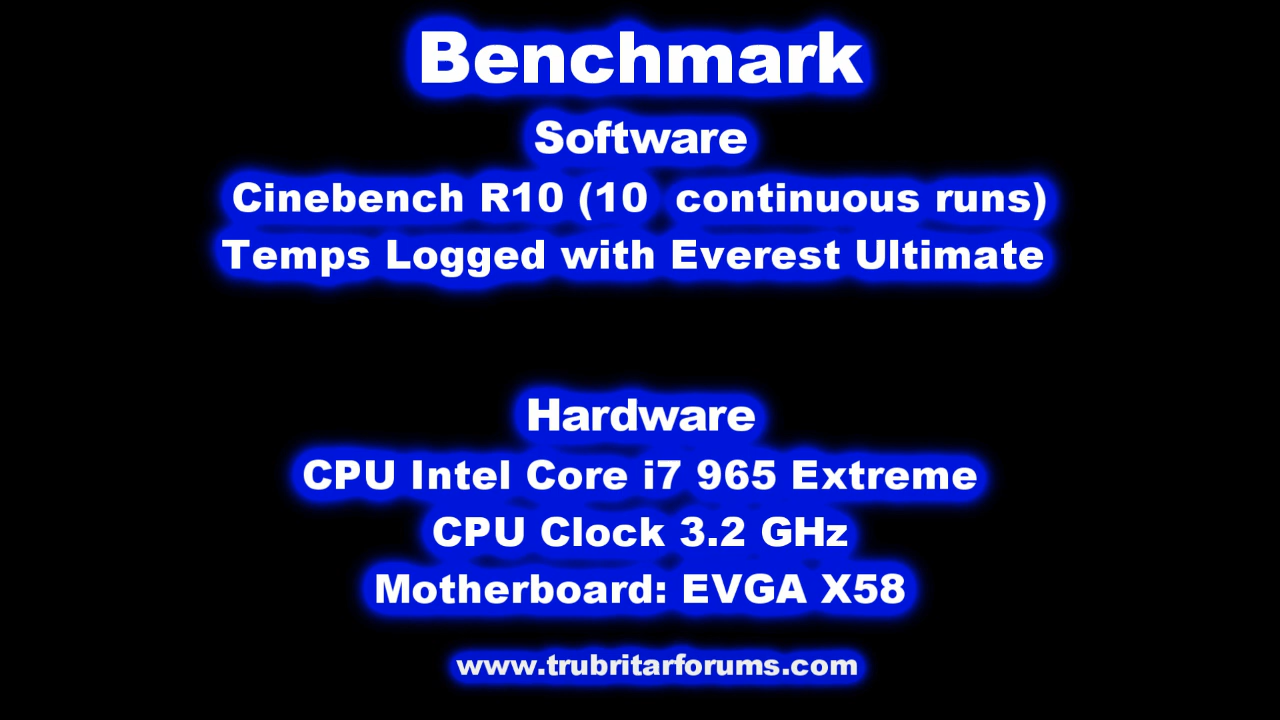 Benchmark
Software
Cinebench R10 (10 continuous runs)
Temps Logged with Everest Ultimate
Hardware
CPU Intel Core i7 965 Extreme
CPU Clock 3.2 GHz
Motherboard: EVGA X58
www.trubritarforums.com